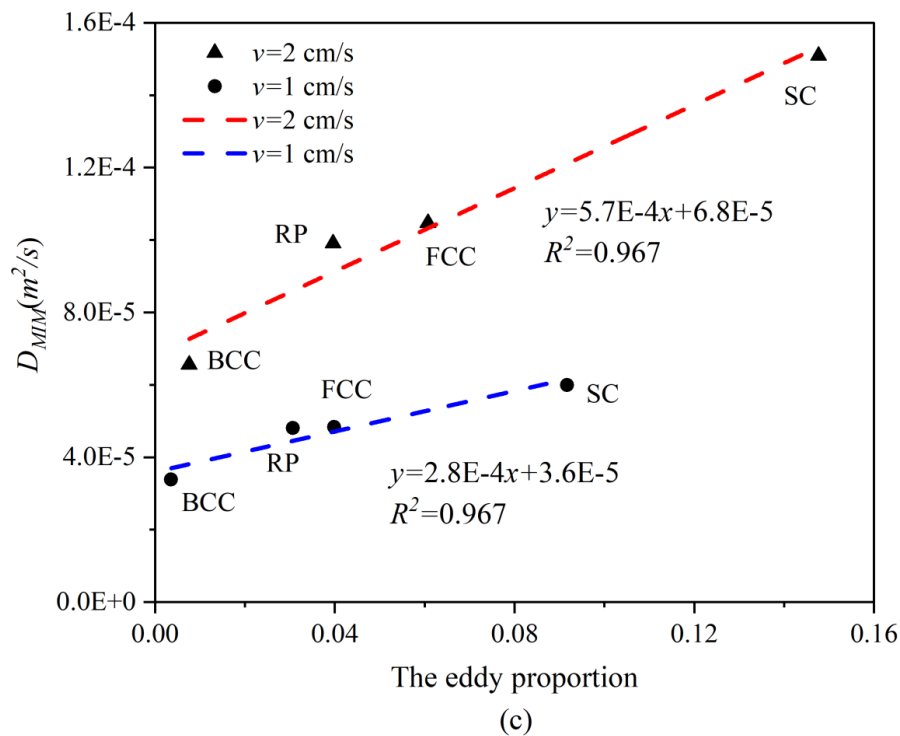 1.6E-4
1.2E-4
8.0E-5
4.0E-5
0.0E+0
D_MIM(m²/s)
v=2 cm/s
v=1 cm/s
v=2 cm/s
v=1 cm/s
SC
RP
FCC
y=5.7E-4x+6.8E-5
R²=0.967
BCC
FCC
SC
RP
y=2.8E-4x+3.6E-5
BCC
R²=0.967
0.00 0.04 0.08 0.12 0.16
The eddy proportion
(c)